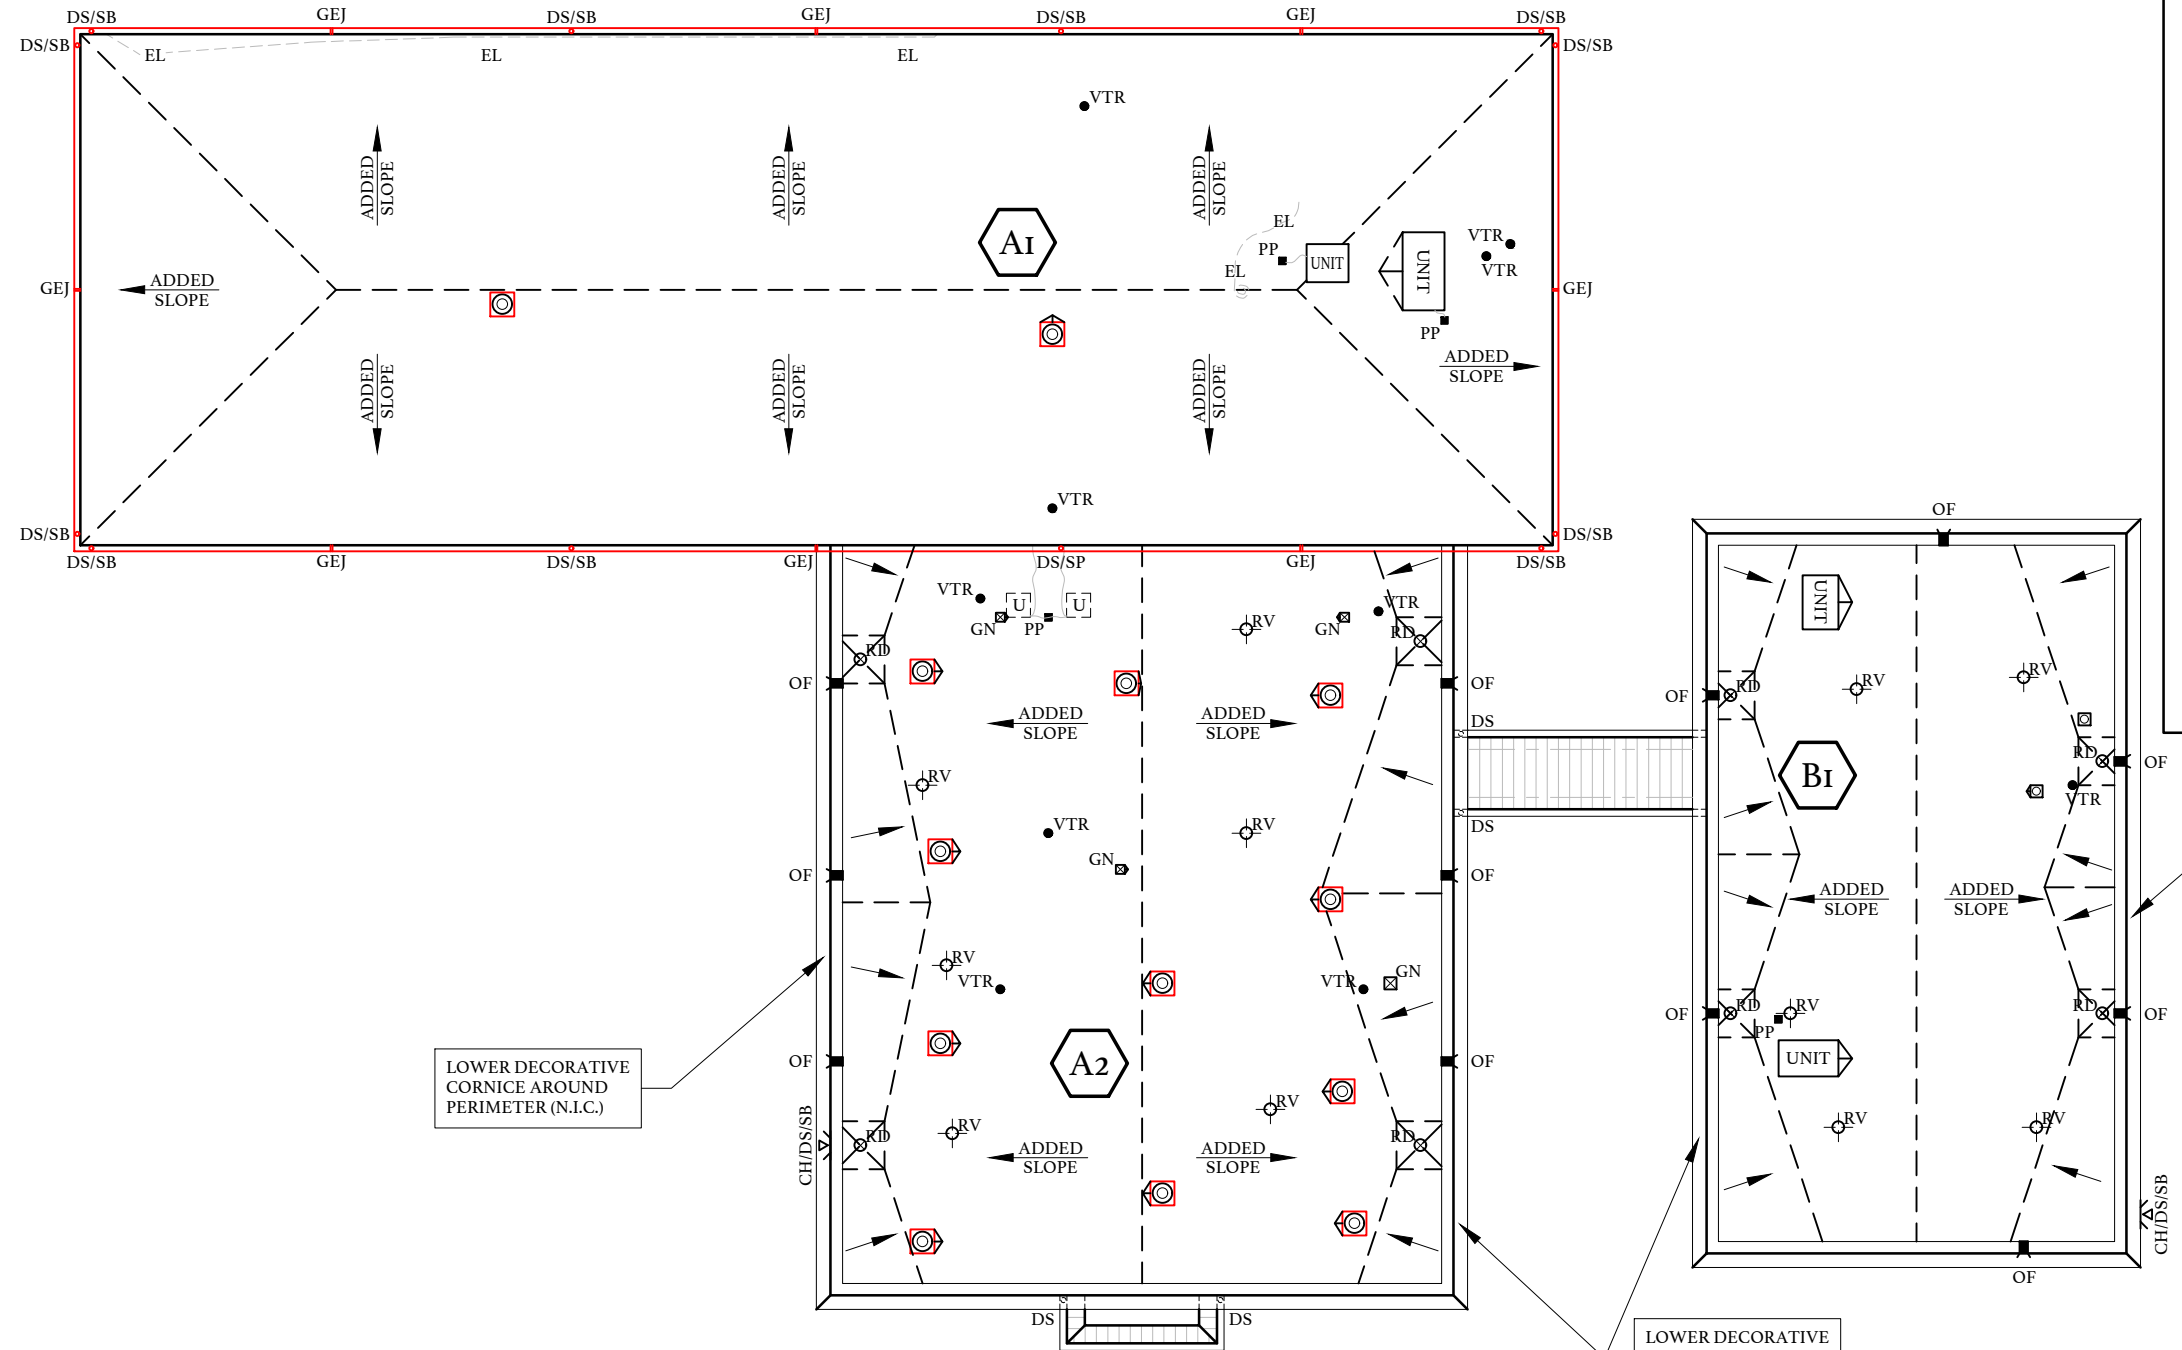 DS/SB
GEJ
DS/SB
GEJ
DS/SB
GEJ
DS/SB
DS/SB
DS/SB
EL
EL
EL
VTR
ADDED
SLOPE
ADDED
SLOPE
ADDED
SLOPE
A1
EL
PP
UNIT
EL
UNIT
VTR
VTR
GEJ
ADDED
SLOPE
GEJ
PP
ADDED
SLOPE
ADDED
SLOPE
ADDED
SLOPE
ADDED
SLOPE
VTR
DS/SB
DS/SB
DS/SB
GEJ
DS/SB
GEJ
DS/SP
GEJ
DS/SB
VTR
U
U
GN
PP
RV
GN
VTR
RD
RD
OF
OF
ADDED
SLOPE
ADDED
SLOPE
DS
RV
VTR
RV
GN
DS
OF
OF
RV
VTR
VTR
GN
A2
OF
OF
LOWER DECORATIVE
CORNICE AROUND
PERIMETER (N.I.C.)
RV
RV
CH/DS/SB
RD
RD
ADDED
SLOPE
ADDED
SLOPE
DS
DS
OF
UNIT
RV
RV
OF
RD
RD
OF
B1
VTR
ADDED
SLOPE
ADDED
SLOPE
OF
RD
RV
PP
RD
OF
UNIT
RV
RV
CH/DS/SB
OF
LOWER DECORATIVE